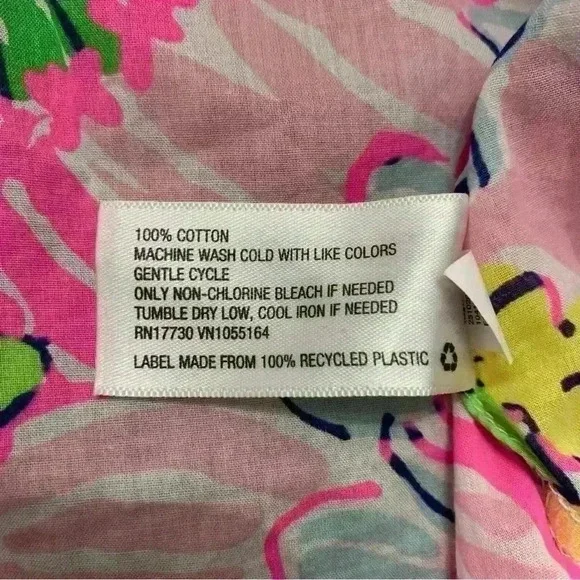 100% COTTON
MACHINE WASH COLD WITH LIKE COLORS
GENTLE CYCLE
ONLY NON-CHLORINE BLEACH IF NEEDED
TUMBLE DRY LOW, COOL IRON IF NEEDED
RN17730 VN1055164
LABEL MADE FROM 100% RECYCLED PLASTIC